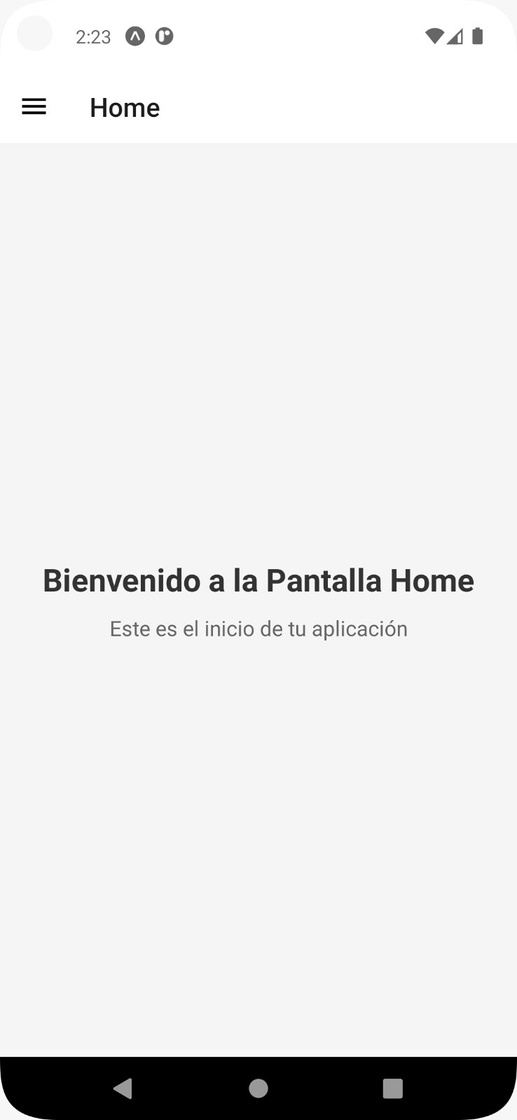 2:23
Home
Bienvenido a la Pantalla Home
Este es el inicio de tu aplicación